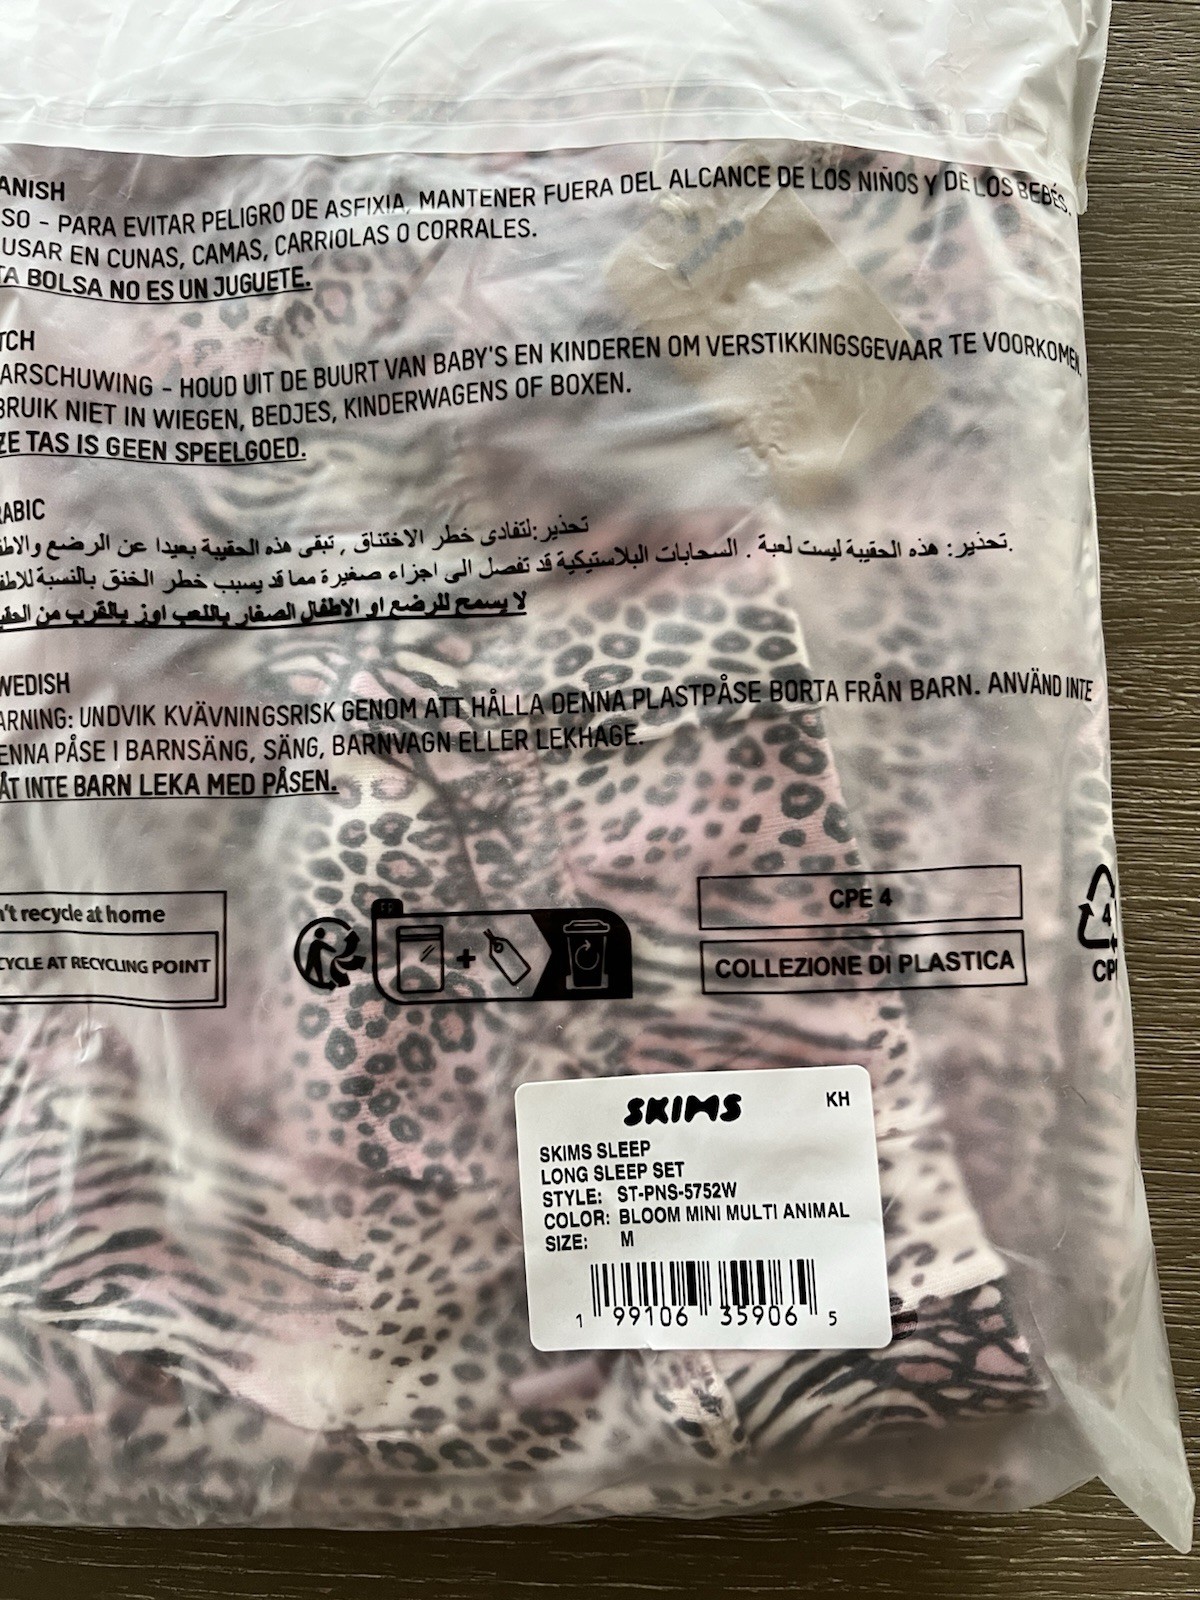 ANISH
SO - PARA EVITAR PELIGRO DE ASFIXIA, MANTENER FUERA DEL ALCANCE DE LOS NIÑOS Y DE LOS BEBÉS.
USAR EN CUNAS, CAMAS, CARRIOLAS O CORRALES.
TA BOLSA NO ES UN JUGUETE.
TCH
ARSCHUWING - HOUD UIT DE BUURT VAN BABY'S EN KINDEREN OM VERSTIKKINGSGEVAAR TE VOORKOMEN.
BRUIK NIET IN WIEGEN, BEDJES, KINDERWAGENS OF BOXEN.
ZE TAS IS GEEN SPEELGOED.
RABIC
تحذير:لتفادى خطر الاختناق , تبقى هذه الحقيبة بعيدا عن الرضع والاطف
.تحذير: هذه الحقيبة ليست لعبة . السحابات البلاستيكية قد تفصل الى اجزاء صغيرة مما قد يسبب خطر الخنق بالنسبة للاطف
لا يسمح للرضع او الاطفال الصغار باللعب اوز بالقرب من الحقي
WEDISH
ARNING: UNDVIK KVÄVNINGSRISK GENOM ATT HÅLLA DENNA PLASTPÅSE BORTA FRÅN BARN. ANVÄND INTE
ENNA PÅSE I BARNSÄNG, SÄNG, BARNVAGN ELLER LEKHAGE.
ÅT INTE BARN LEKA MED PÅSEN.
n't recycle at home
CYCLE AT RECYCLING POINT
FR
+
CPE 4
COLLEZIONE DI PLASTICA
4
CP
SKIMS
KH
SKIMS SLEEP
LONG SLEEP SET
STYLE: ST-PNS-5752W
COLOR: BLOOM MINI MULTI ANIMAL
SIZE: M
1 99106 35906 5